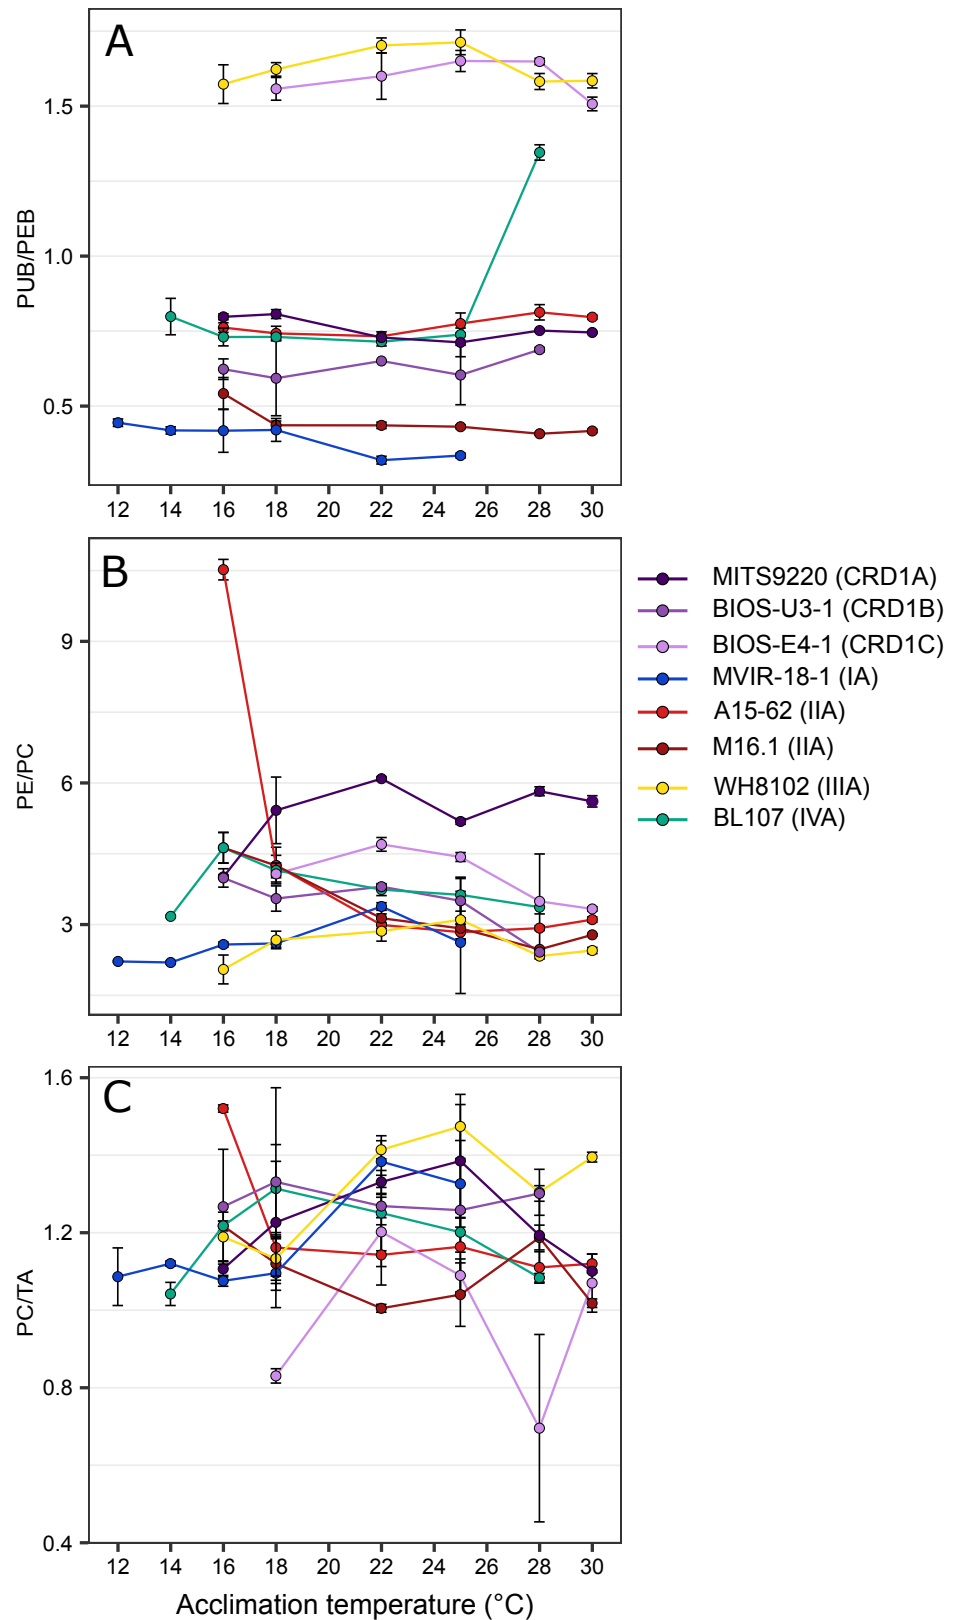 A
1.5
1.0
0.5
PUB/PEB
12 14 16 18 20 22 24 26 28 30
B
9
6
3
PE/PC
12 14 16 18 20 22 24 26 28 30
MITS9220 (CRD1A)
BIOS-U3-1 (CRD1B)
BIOS-E4-1 (CRD1C)
MVIR-18-1 (IA)
A15-62 (IIA)
M16.1 (IIA)
WH8102 (IIIA)
BL107 (IVA)
C
1.6
1.2
0.8
0.4
PC/TA
12 14 16 18 20 22 24 26 28 30
Acclimation temperature (°C)